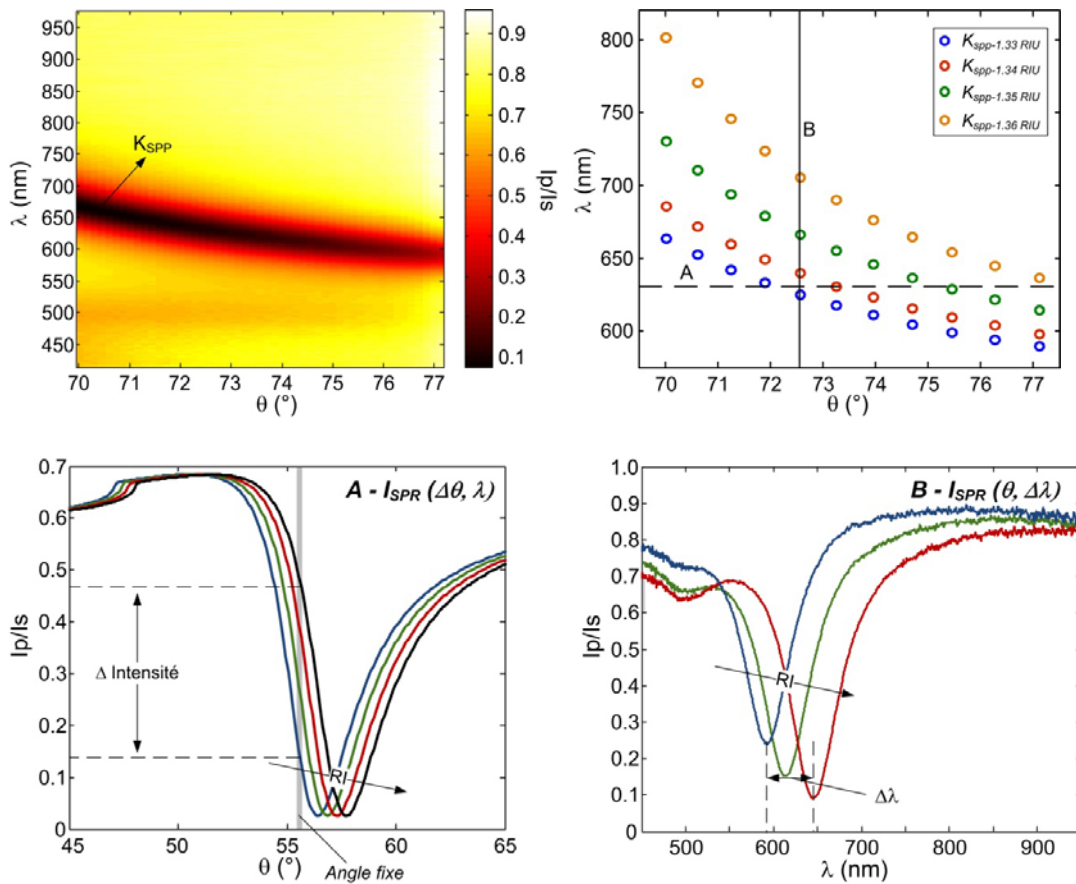 950
900
850
800
750
700
650
600
550
500
450
λ (nm)
K_SPP
70 71 72 73 74 75 76 77
θ (°)
0.9
0.8
0.7
0.6
0.5
0.4
0.3
0.2
0.1
Ip/Is
800
750
700
650
600
λ (nm)
A
B
K_spp-1.33 RIU
K_spp-1.34 RIU
K_spp-1.35 RIU
K_spp-1.36 RIU
70 71 72 73 74 75 76 77
θ (°)
0.7
0.6
0.5
0.4
0.3
0.2
0.1
0
Ip/Is
A - I_SPR (Δθ, λ)
Δ Intensité
RI
45 50 55 60 65
θ (°)
Angle fixe
1.0
0.9
0.8
0.7
0.6
0.5
0.4
0.3
0.2
0.1
0
Ip/Is
B - I_SPR (θ, Δλ)
RI
Δλ
500 600 700 800 900
λ (nm)